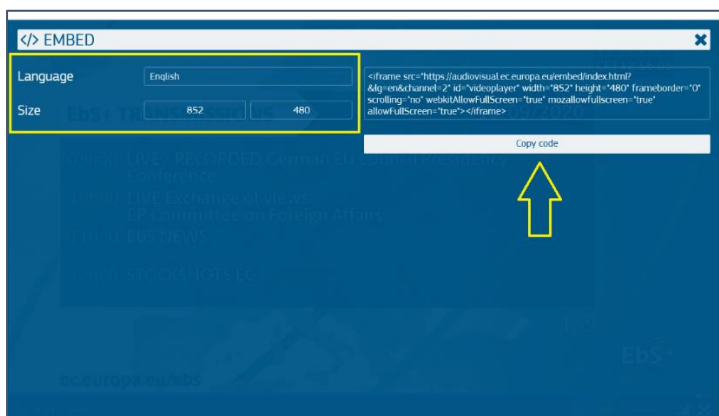 </> EMBED
Language
English
Size
852
480
<iframe src="https://audiovisual.ec.europa.eu/embed/index.html?
&lg=en&channel=2" id="videoplayer" width="852" height="480" frameborder="0"
scrolling="no" webkitAllowFullScreen="true" mozallowfullscreen="true"
allowFullScreen="true"></iframe>
Copy code
EbS+ TRANSMISSIONS
09/2020
LIVE / RECORDED German EU Council Presidency
Conference
LIVE Exchange of views
EP Committee on Foreign Affairs
EbS NEWS
STOCKSHOTS EC
EbS+
ec.europa.eu/ebs